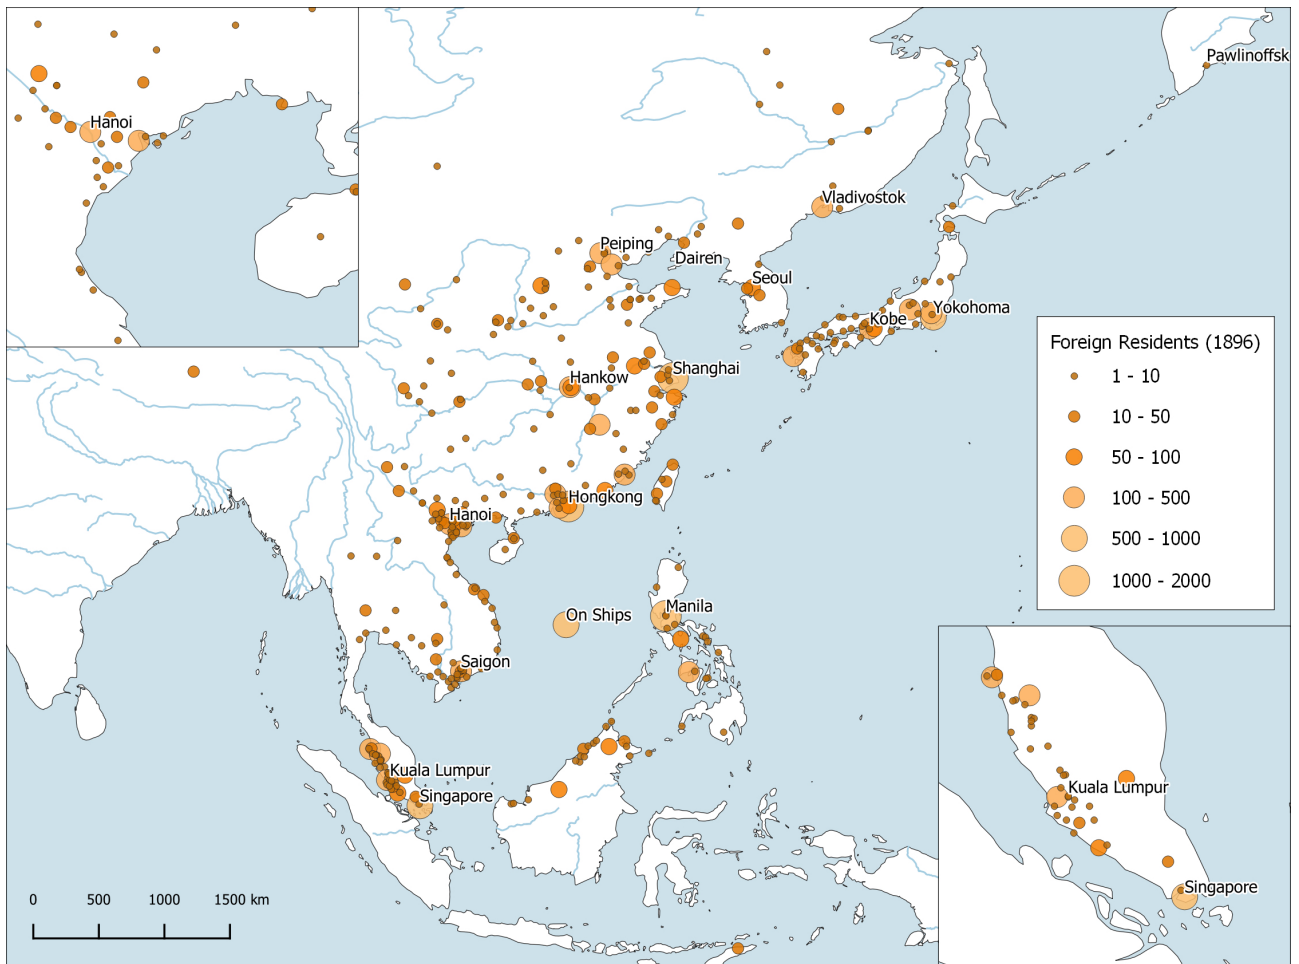 Pawlinoffsk
Hanoi
Vladivostok
Peiping
Dairen
Seoul
Yokohoma
Kobe
Foreign Residents (1896)
1 - 10
10 - 50
50 - 100
100 - 500
500 - 1000
1000 - 2000
Shanghai
Hankow
Hongkong
Hanoi
On Ships
Manila
Saigon
Kuala Lumpur
Singapore
Kuala Lumpur
Singapore
0 500 1000 1500 km